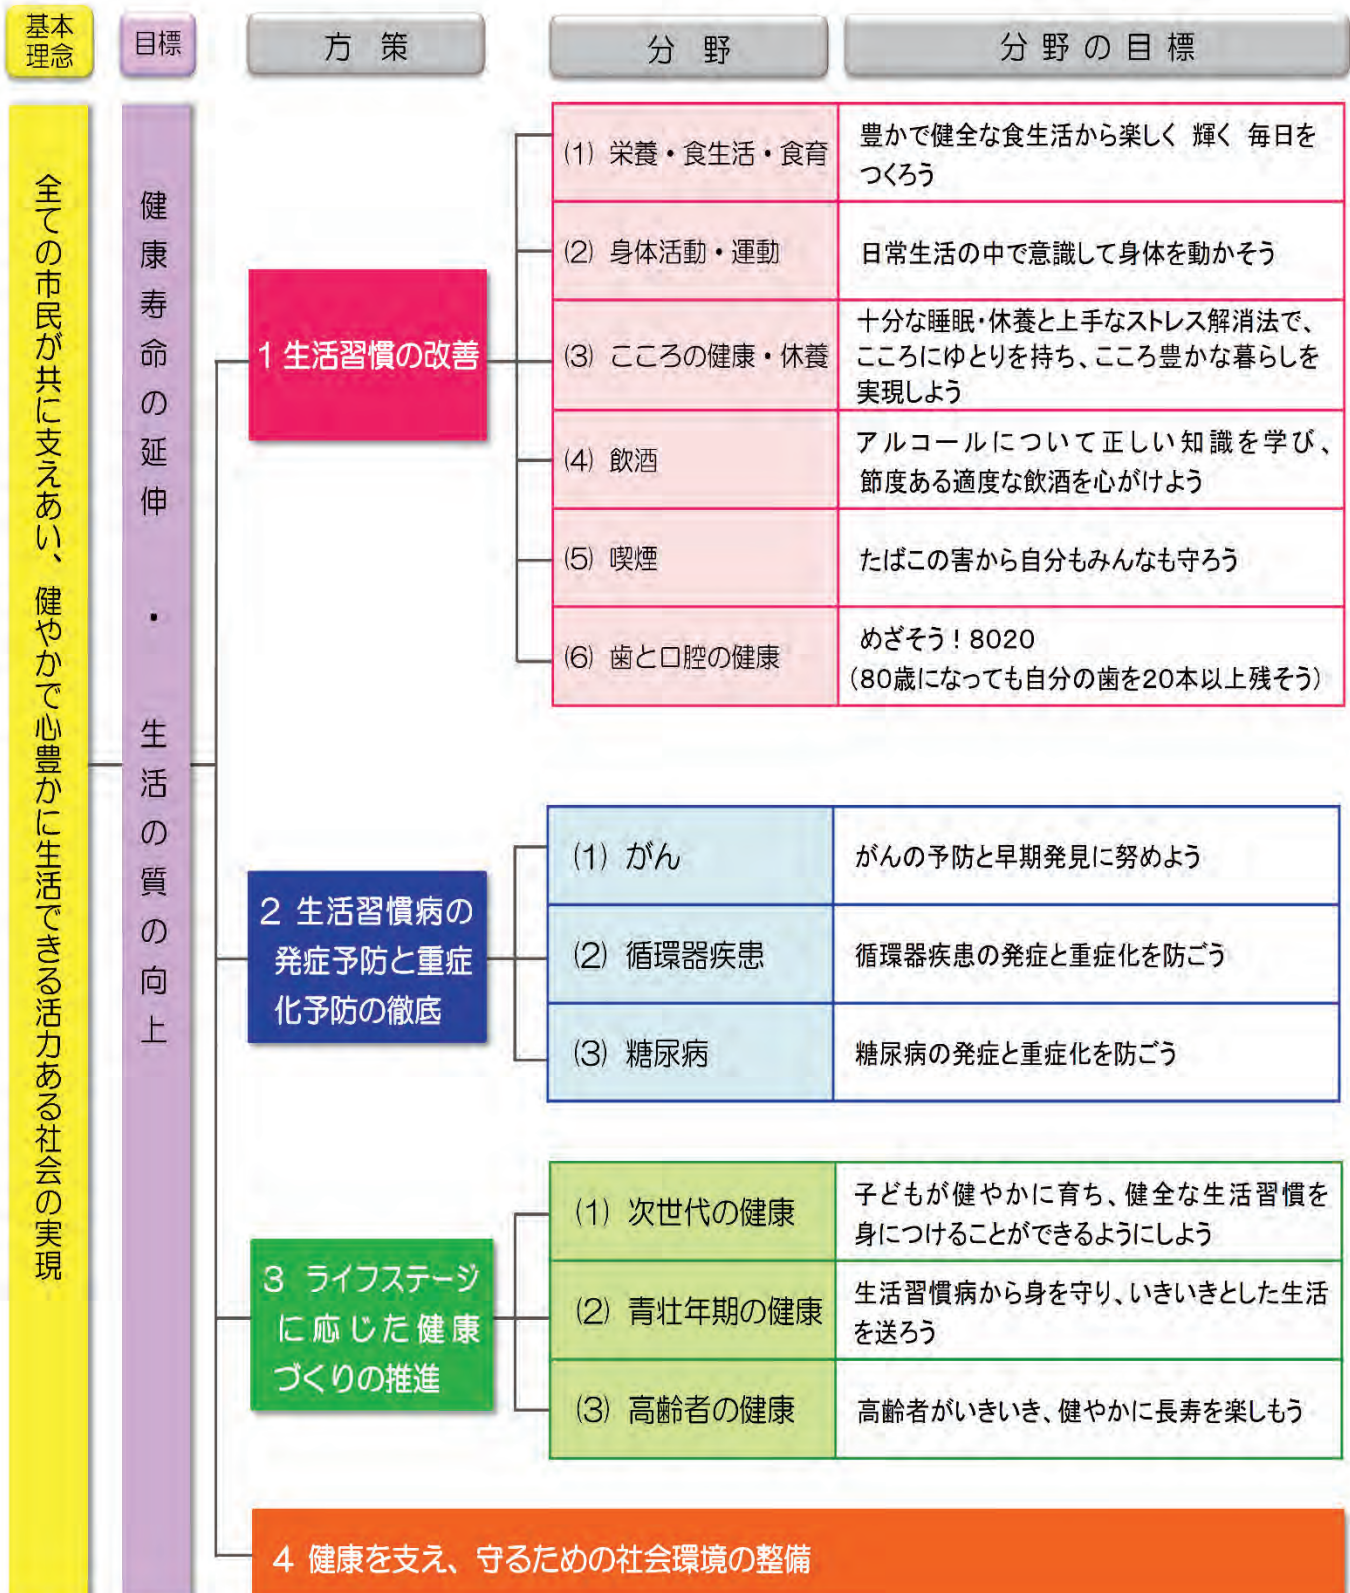 基本
理念
目標
方策
分野
分野の目標
全ての市民が共に支えあい、健やかで心豊かに生活できる活力ある社会の実現
健康寿命の延伸・生活の質の向上
1 生活習慣の改善
(1) 栄養・食生活・食育
豊かで健全な食生活から楽しく 輝く 毎日を
つくろう
(2) 身体活動・運動
日常生活の中で意識して身体を動かそう
(3) こころの健康・休養
十分な睡眠・休養と上手なストレス解消法で、
こころにゆとりを持ち、こころ豊かな暮らしを
実現しよう
(4) 飲酒
アルコールについて正しい知識を学び、
節度ある適度な飲酒を心がけよう
(5) 喫煙
たばこの害から自分もみんなも守ろう
(6) 歯と口腔の健康
めざそう！8020
(80歳になっても自分の歯を20本以上残そう)
2 生活習慣病の
発症予防と重症
化予防の徹底
(1) がん
がんの予防と早期発見に努めよう
(2) 循環器疾患
循環器疾患の発症と重症化を防ごう
(3) 糖尿病
糖尿病の発症と重症化を防ごう
3 ライフステージ
に応じた健康
づくりの推進
(1) 次世代の健康
子どもが健やかに育ち、健全な生活習慣を
身につけることができるようにしよう
(2) 青壮年期の健康
生活習慣病から身を守り、いきいきとした生活
を送ろう
(3) 高齢者の健康
高齢者がいきいき、健やかに長寿を楽しもう
4 健康を支え、守るための社会環境の整備